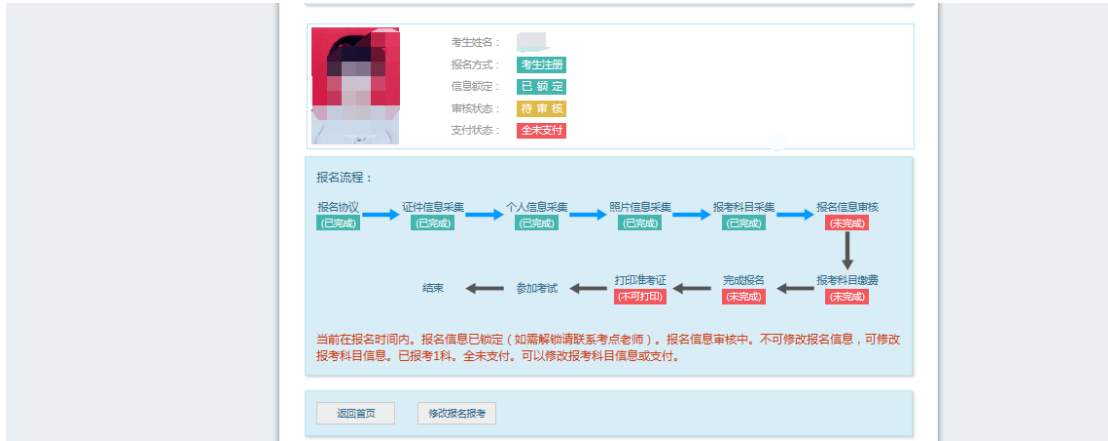 考生姓名：
报名方式： 考生注册
信息锁定： 已 锁 定
审核状态： 待 审 核
支付状态： 全未支付
报名流程：
报名协议 证件信息采集 个人信息采集 照片信息采集 报考科目采集 报名信息审核
(已完成) (已完成) (已完成) (已完成) (已完成) (未完成)
结束 参加考试 打印准考证 完成报名 报考科目缴费
(不可打印) (未完成) (未完成)
当前在报名时间内。报名信息已锁定（如需解锁请联系考点老师）。报名信息审核中。不可修改报名信息，可修改
报考科目信息。已报考1科。全未支付。可以修改报考科目信息或支付。
返回首页 修改报名报考